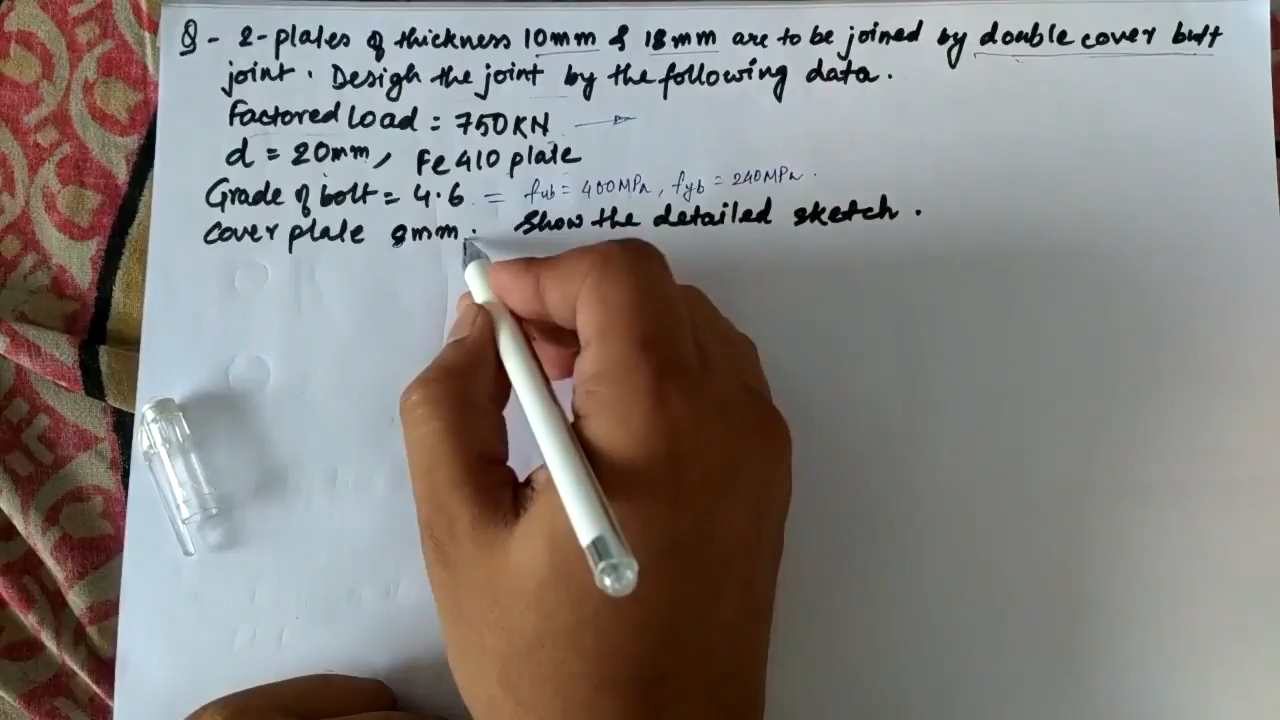 Q - 2-plates of thickness 10mm & 18mm are to be joined by double cover butt
joint. Design the joint by the following data.
Factored Load = 750KN
d = 20mm, Fe410 plate
Grade of bolt = 4.6 = fub = 400MPa, fyb = 240MPa.
Cover plate 8mm. Show the detailed sketch.